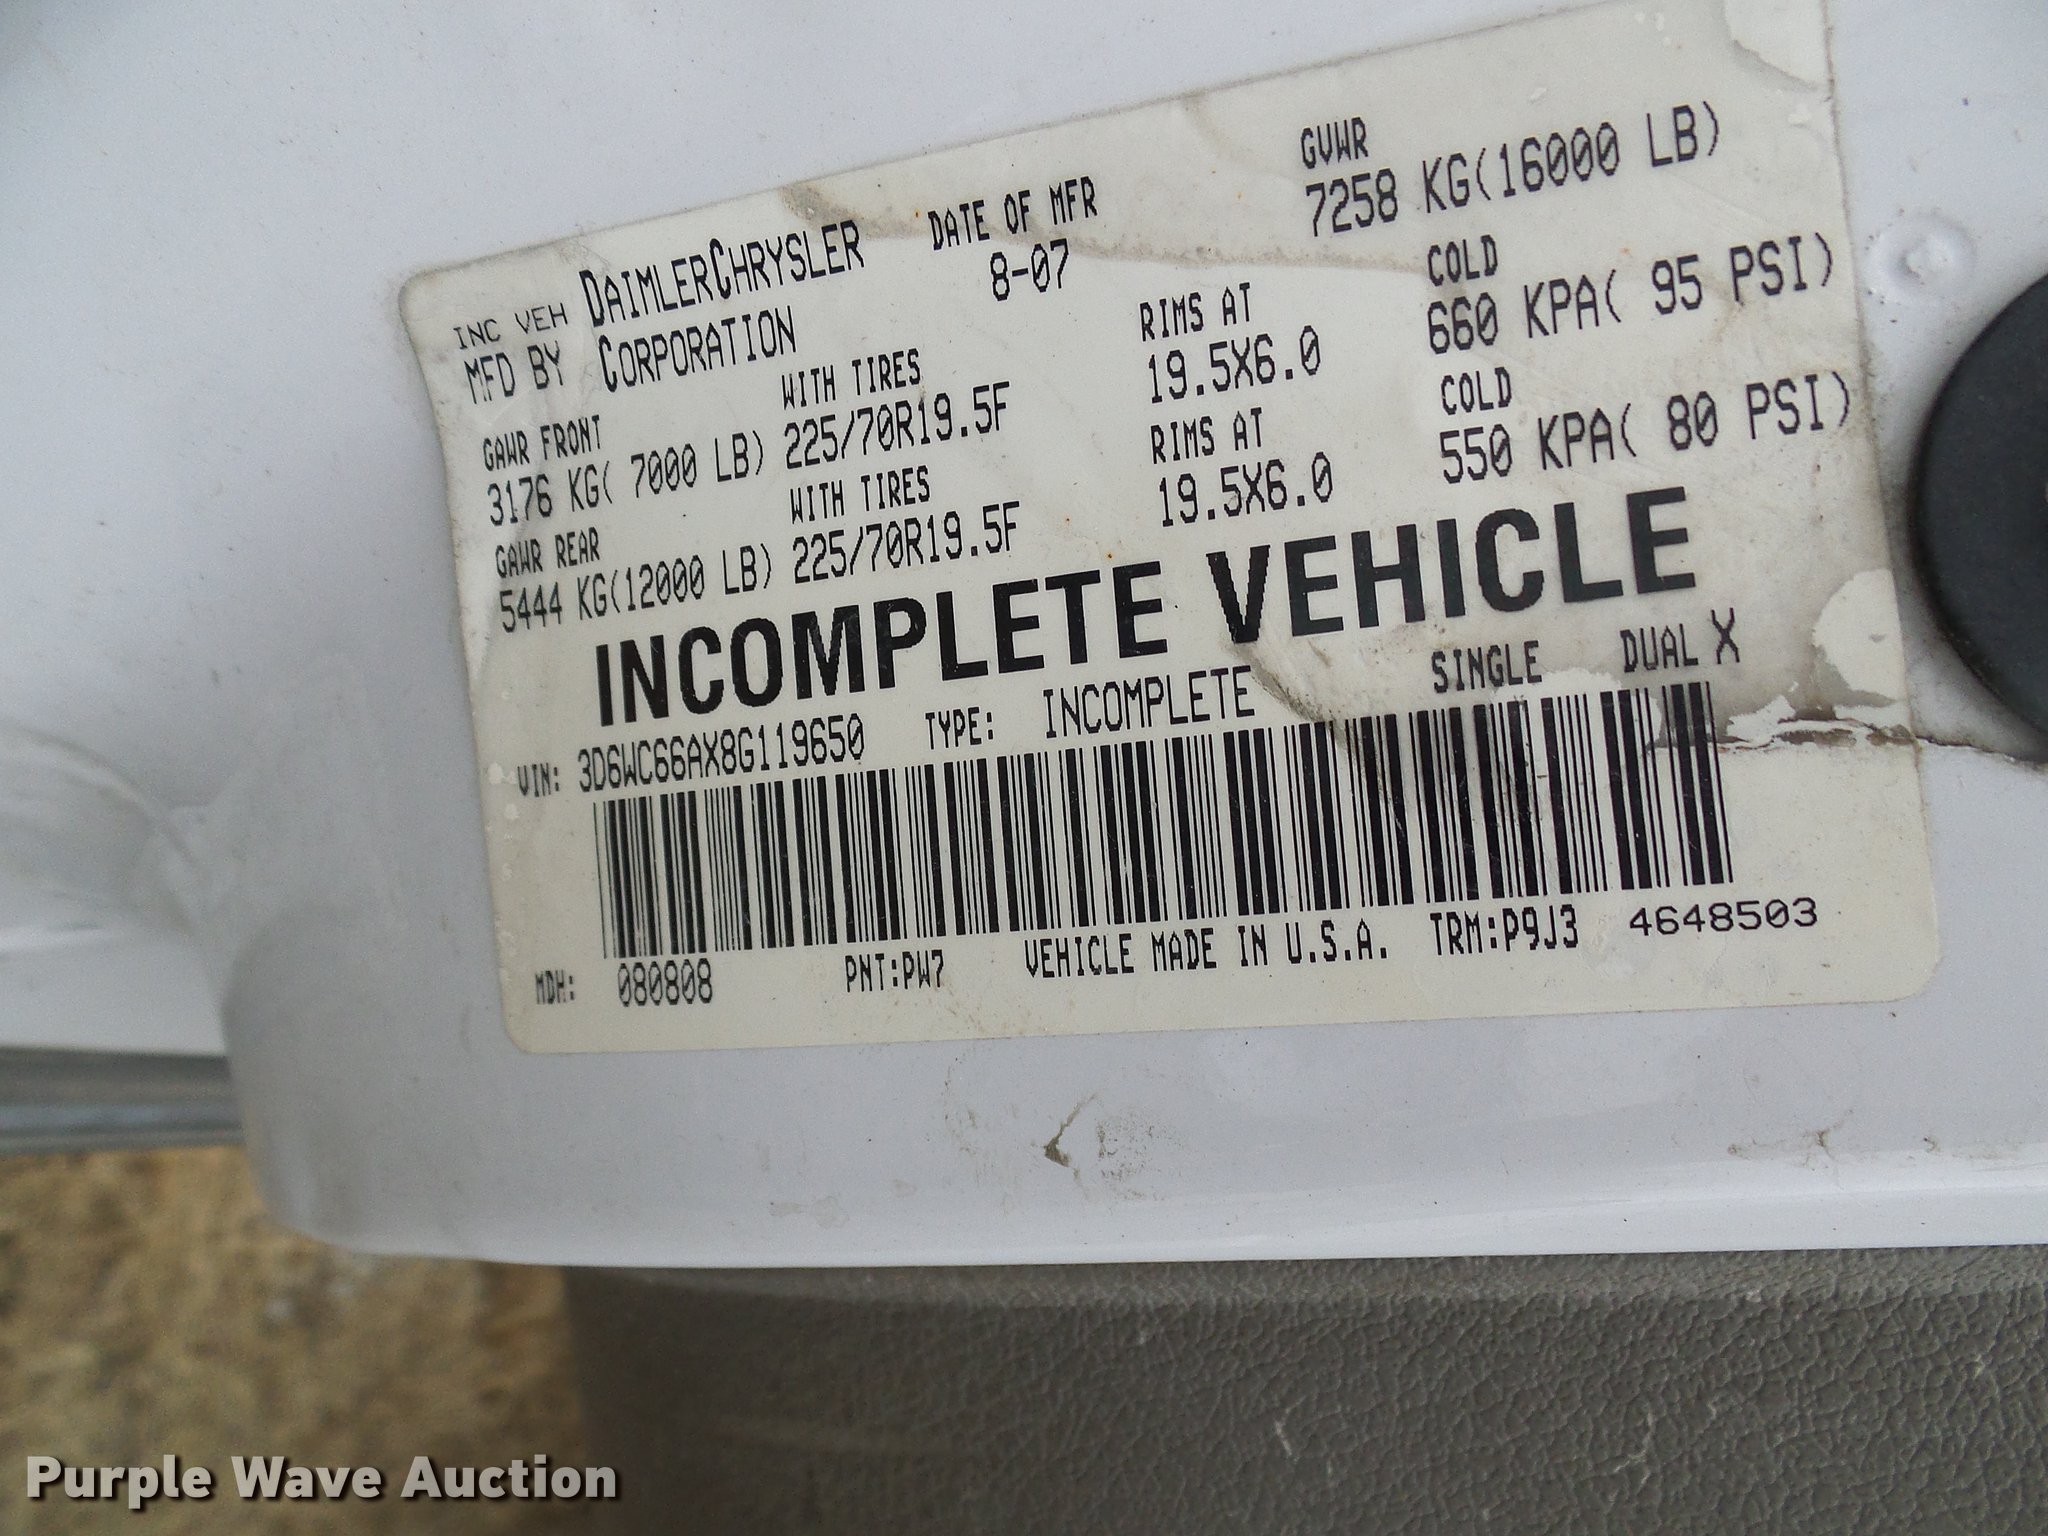 INC VEH DAIMLERCHRYSLER DATE OF MFR GVWR
MFD BY CORPORATION 8-07 7258 KG(16000 LB)
GAWR FRONT WITH TIRES RIMS AT COLD
3176 KG( 7000 LB) 225/70R19.5F 19.5X6.0 660 KPA( 95 PSI)
GAWR REAR WITH TIRES RIMS AT COLD
5444 KG(12000 LB) 225/70R19.5F 19.5X6.0 550 KPA( 80 PSI)
INCOMPLETE VEHICLE
VIN: 3D6WC66AX8G119650 TYPE: INCOMPLETE SINGLE DUAL X
MDH: 080808 PNT:PW7 VEHICLE MADE IN U.S.A. TRM:P9J3 4648503
Purple Wave Auction